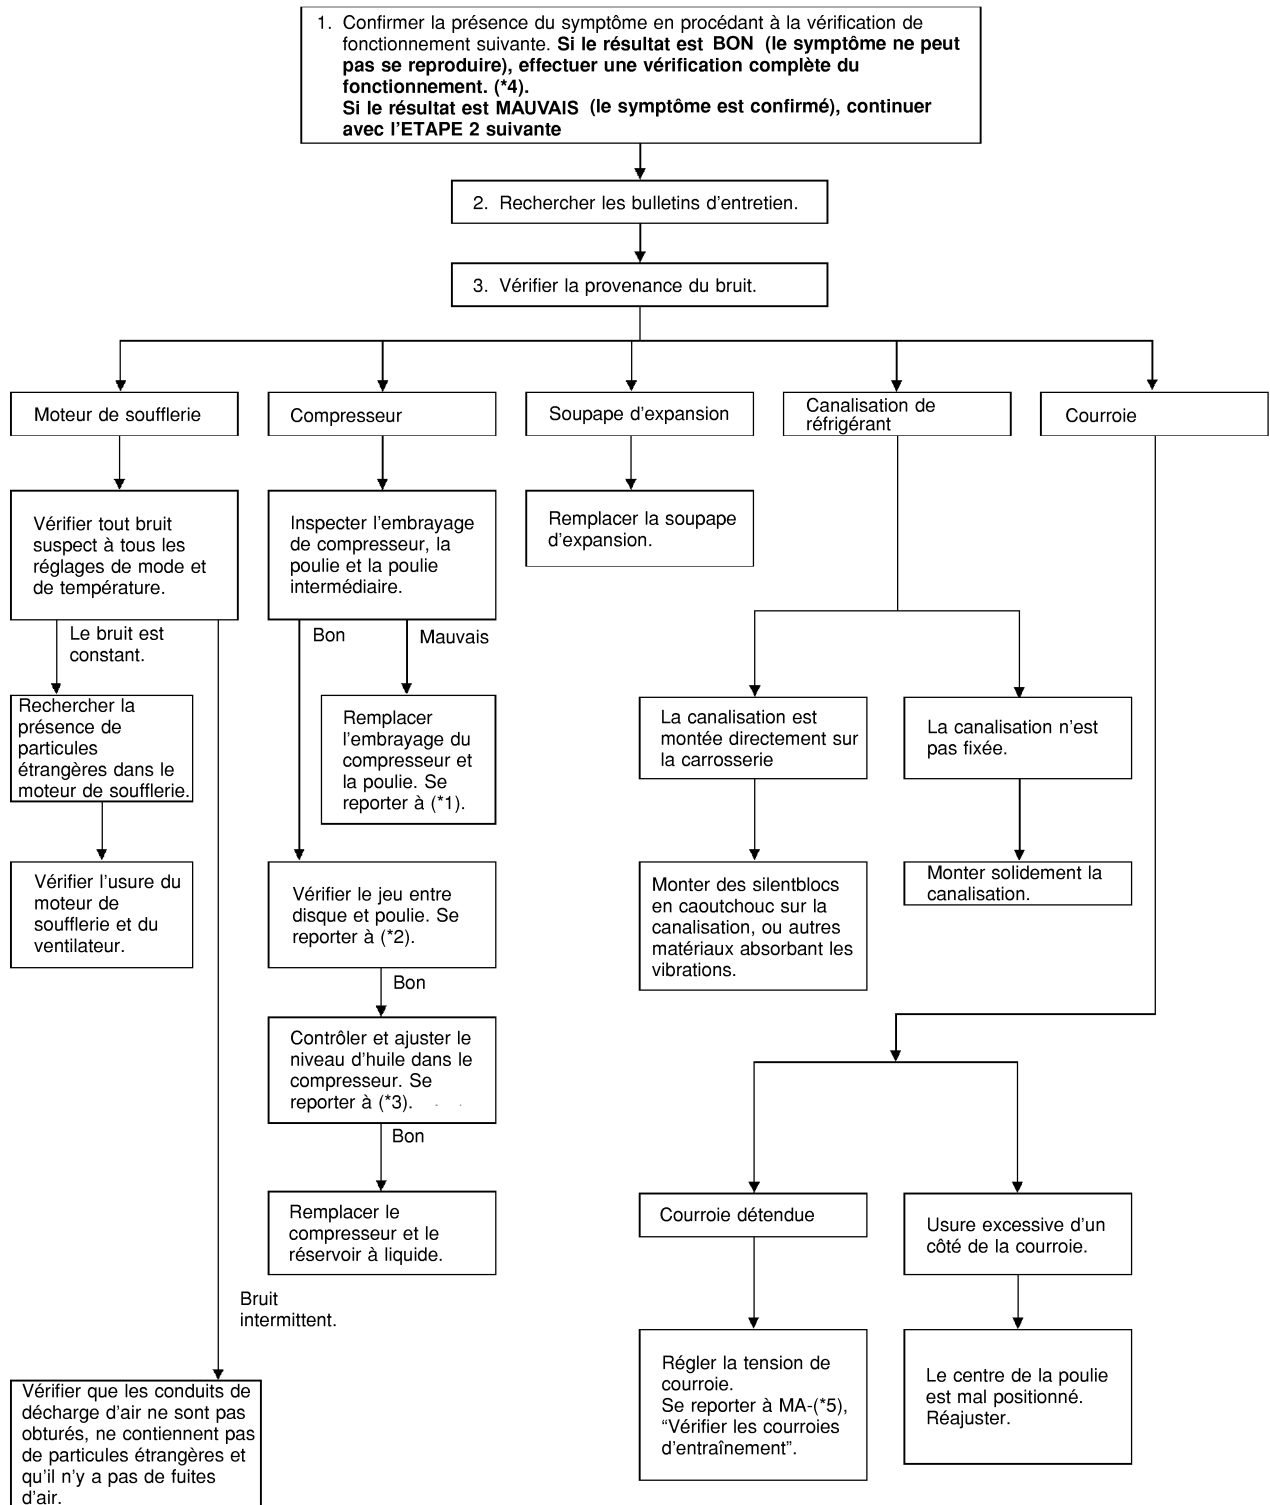 1. Confirmer la présence du symptôme en procédant à la vérification de
fonctionnement suivante. Si le résultat est BON (le symptôme ne peut
pas se reproduire), effectuer une vérification complète du
fonctionnement. (*4).
Si le résultat est MAUVAIS (le symptôme est confirmé), continuer
avec l'ETAPE 2 suivante
2. Rechercher les bulletins d'entretien.
3. Vérifier la provenance du bruit.
Moteur de soufflerie
Compresseur
Soupape d'expansion
Canalisation de
réfrigérant
Courroie
Vérifier tout bruit
suspect à tous les
réglages de mode et
de température.
Inspecter l'embrayage
de compresseur, la
poulie et la poulie
intermédiaire.
Remplacer la soupape
d'expansion.
Le bruit est
constant.
Bon
Mauvais
Rechercher la
présence de
particules
étrangères dans le
moteur de soufflerie.
Remplacer
l'embrayage du
compresseur et
la poulie. Se
reporter à (*1).
La canalisation est
montée directement sur
la carrosserie
La canalisation n'est
pas fixée.
Vérifier l'usure du
moteur de
soufflerie et du
ventilateur.
Vérifier le jeu entre
disque et poulie. Se
reporter à (*2).
Monter des silentblocs
en caoutchouc sur la
canalisation, ou autres
matériaux absorbant les
vibrations.
Monter solidement la
canalisation.
Bon
Contrôler et ajuster le
niveau d'huile dans le
compresseur. Se
reporter à (*3).
Bon
Remplacer le
compresseur et le
réservoir à liquide.
Courroie détendue
Usure excessive d'un
côté de la courroie.
Bruit
intermittent.
Régler la tension de
courroie.
Se reporter à MA-(*5),
“Vérifier les courroies
d'entraînement”.
Le centre de la poulie
est mal positionné.
Réajuster.
Vérifier que les conduits de
décharge d'air ne sont pas
obturés, ne contiennent pas
de particules étrangères et
qu'il n'y a pas de fuites
d'air.